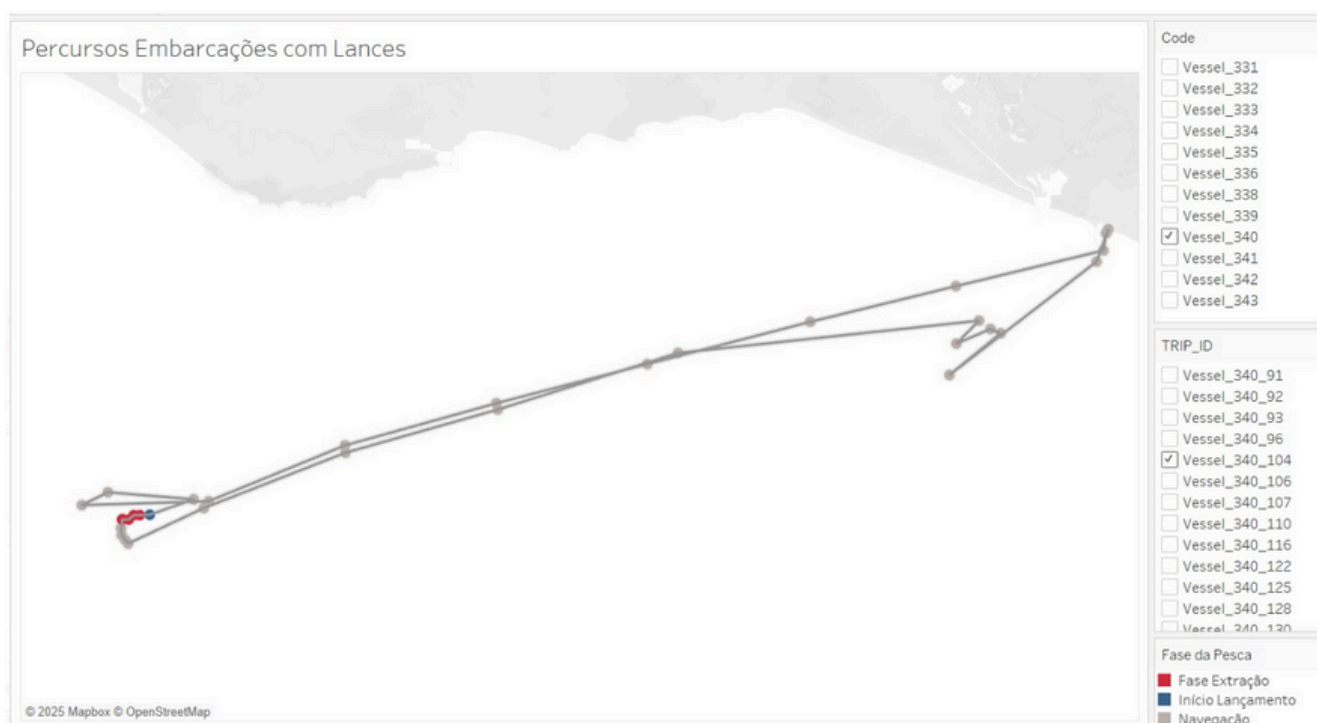 Percursos Embarcações com Lances
© 2025 Mapbox © OpenStreetMap
Code
Vessel_331
Vessel_332
Vessel_333
Vessel_334
Vessel_335
Vessel_336
Vessel_338
Vessel_339
Vessel_340
Vessel_341
Vessel_342
Vessel_343
TRIP_ID
Vessel_340_91
Vessel_340_92
Vessel_340_93
Vessel_340_96
Vessel_340_104
Vessel_340_106
Vessel_340_107
Vessel_340_110
Vessel_340_116
Vessel_340_122
Vessel_340_125
Vessel_340_128
Vessel_340_130
Fase da Pesca
Fase Extração
Início Lançamento
Navegação